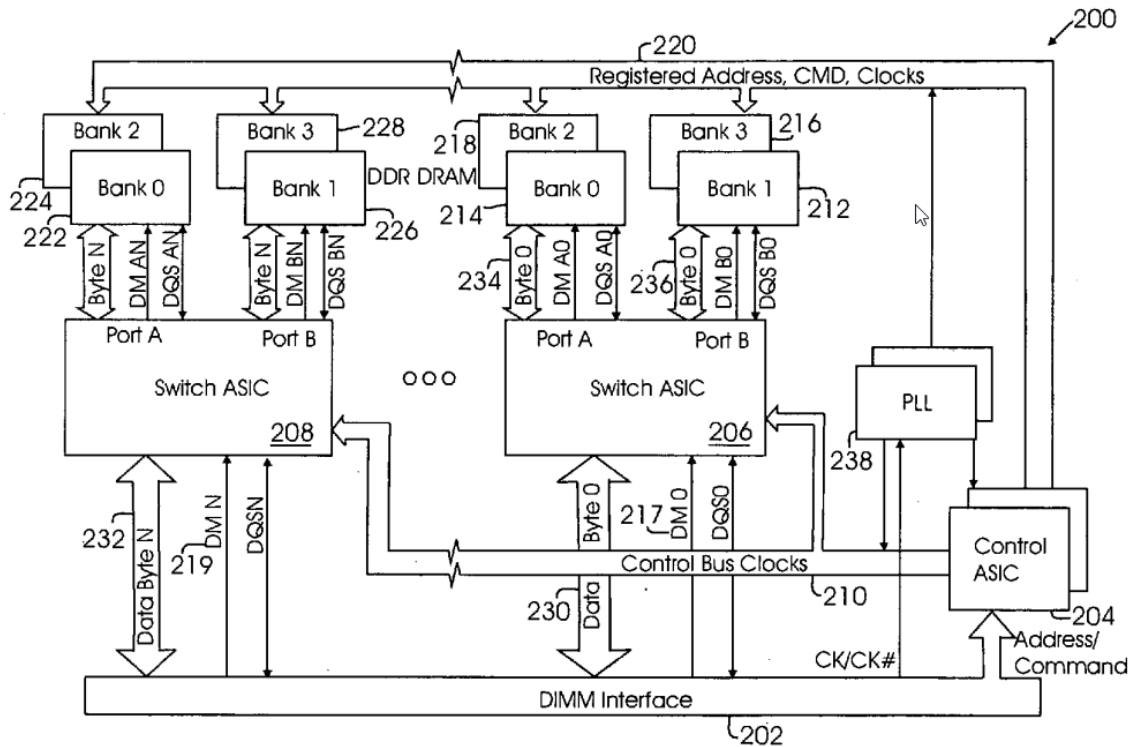 200
220
Registered Address, CMD, Clocks
Bank 2
Bank 3
228
Bank 2
218
Bank 3
216
Bank 0
Bank 1
DDR DRAM
Bank 0
Bank 1
224
222
226
214
212
Byte N
DM AN
DQS AN
Byte N
DM BN
DQS BN
234
Byte 0
DM A0
DQS A0
236
Byte 0
DM B0
DQS B0
Port A
Port B
Port A
Port B
Switch ASIC
Switch ASIC
PLL
208
206
238
232
Data Byte N
219
DM N
DQSN
230
Data Byte 0
217
DM 0
DQS0
Control Bus Clocks
210
Control
ASIC
204
CK/CK#
Address/
Command
DIMM Interface
202